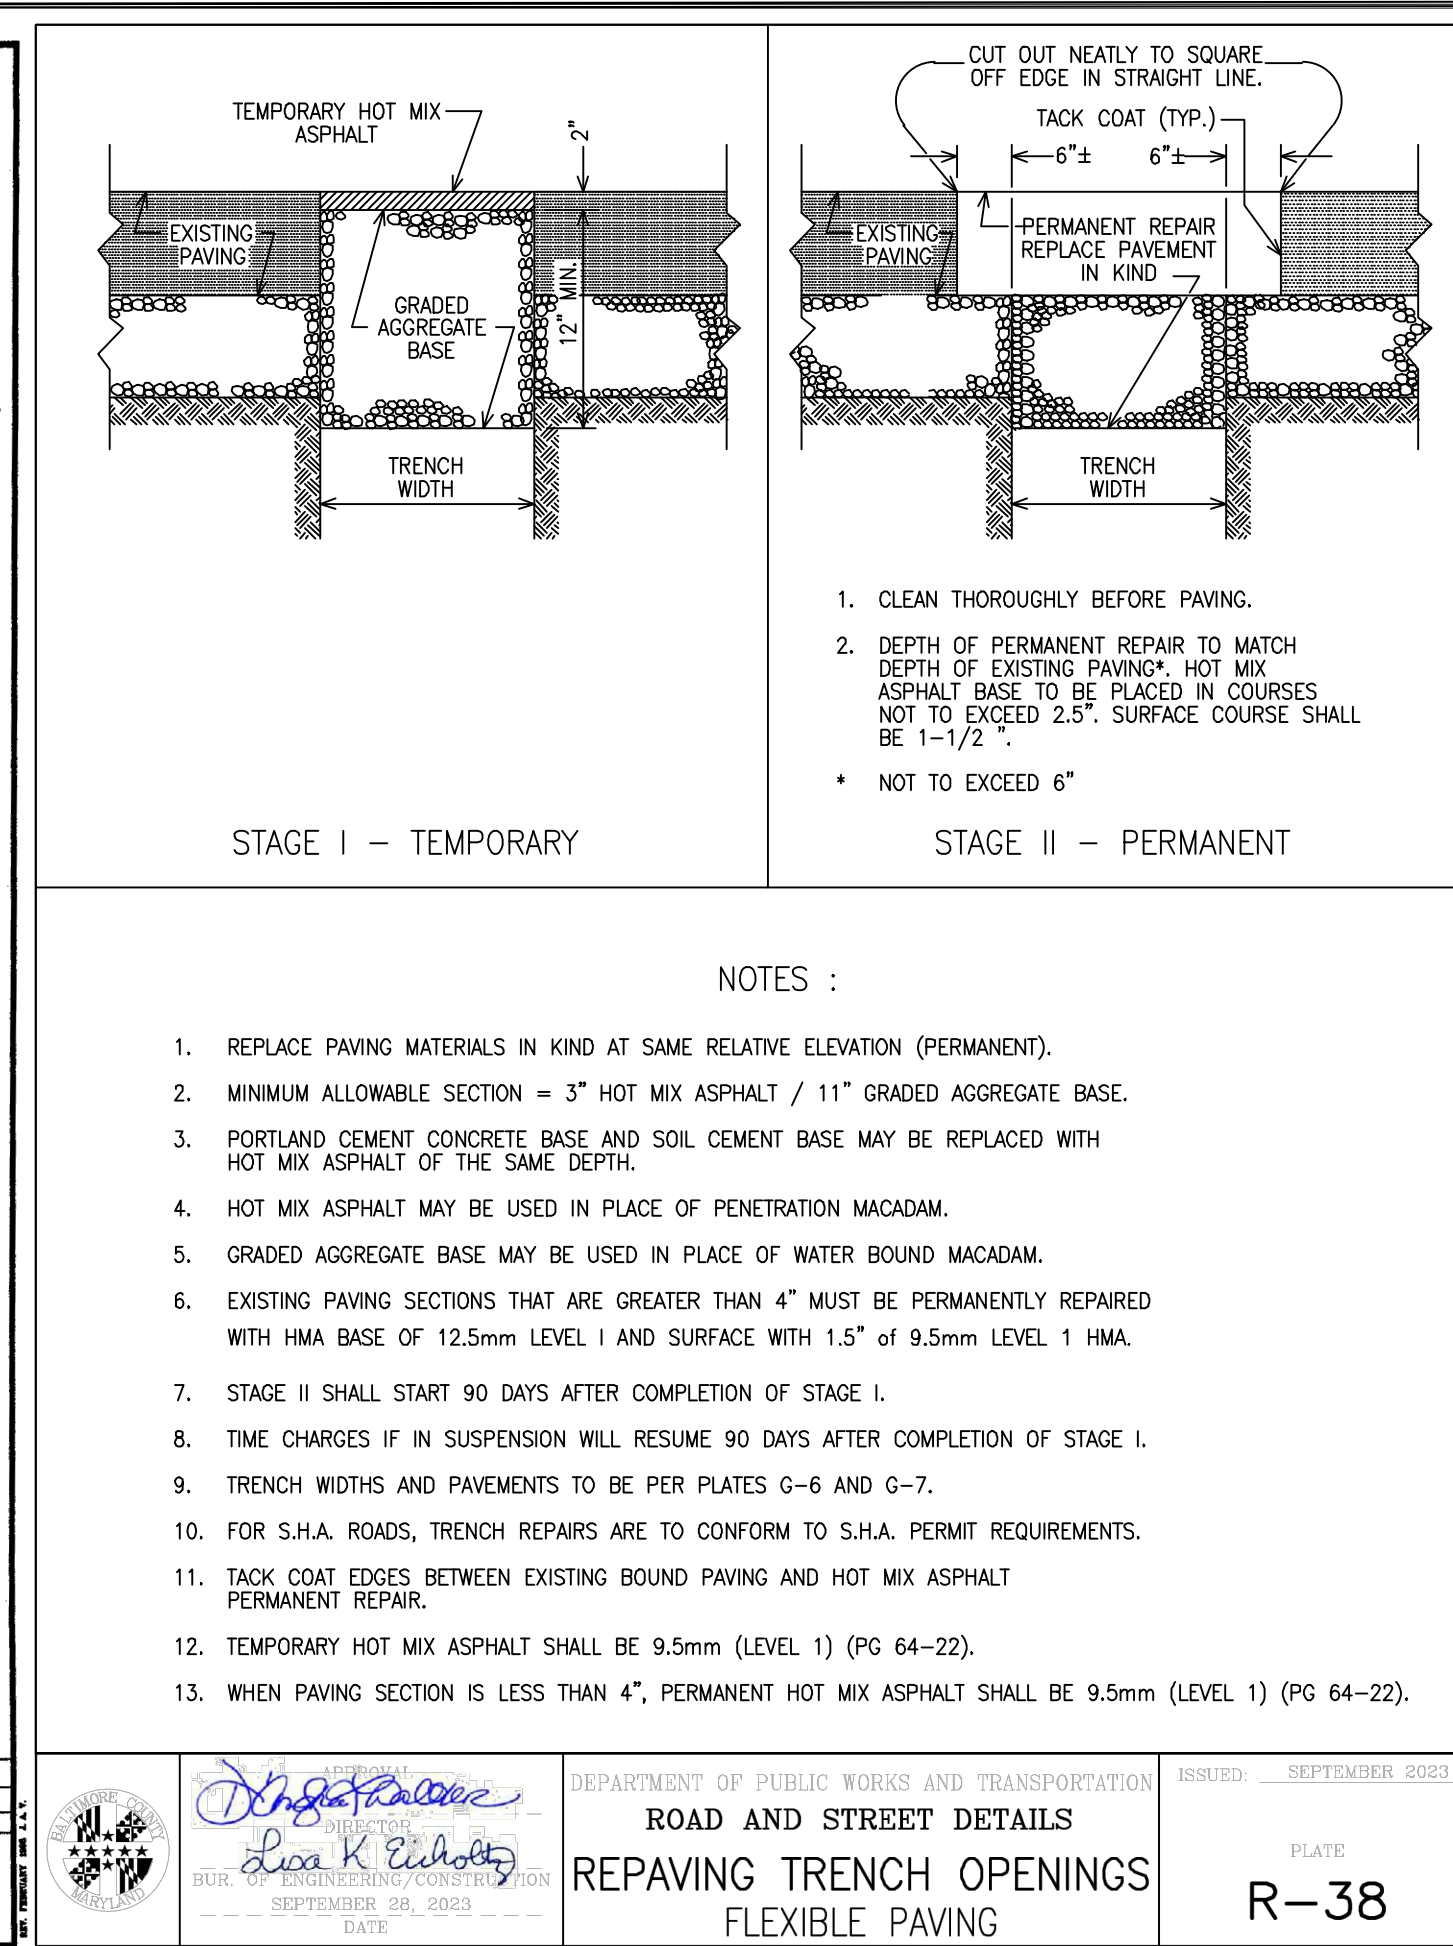 TEMPORARY HOT MIX
ASPHALT
2"
EXISTING
PAVING
GRADED
AGGREGATE
BASE
12" MIN.
TRENCH
WIDTH
STAGE I – TEMPORARY
CUT OUT NEATLY TO SQUARE
OFF EDGE IN STRAIGHT LINE.
TACK COAT (TYP.)
6"± 6"±
EXISTING
PAVING
PERMANENT REPAIR
REPLACE PAVEMENT
IN KIND
TRENCH
WIDTH
1. CLEAN THOROUGHLY BEFORE PAVING.
2. DEPTH OF PERMANENT REPAIR TO MATCH
DEPTH OF EXISTING PAVING*. HOT MIX
ASPHALT BASE TO BE PLACED IN COURSES
NOT TO EXCEED 2.5". SURFACE COURSE SHALL
BE 1–1/2 ".
* NOT TO EXCEED 6"
STAGE II – PERMANENT
NOTES :
1. REPLACE PAVING MATERIALS IN KIND AT SAME RELATIVE ELEVATION (PERMANENT).
2. MINIMUM ALLOWABLE SECTION = 3" HOT MIX ASPHALT / 11" GRADED AGGREGATE BASE.
3. PORTLAND CEMENT CONCRETE BASE AND SOIL CEMENT BASE MAY BE REPLACED WITH
HOT MIX ASPHALT OF THE SAME DEPTH.
4. HOT MIX ASPHALT MAY BE USED IN PLACE OF PENETRATION MACADAM.
5. GRADED AGGREGATE BASE MAY BE USED IN PLACE OF WATER BOUND MACADAM.
6. EXISTING PAVING SECTIONS THAT ARE GREATER THAN 4" MUST BE PERMANENTLY REPAIRED
WITH HMA BASE OF 12.5mm LEVEL I AND SURFACE WITH 1.5" of 9.5mm LEVEL 1 HMA.
7. STAGE II SHALL START 90 DAYS AFTER COMPLETION OF STAGE I.
8. TIME CHARGES IF IN SUSPENSION WILL RESUME 90 DAYS AFTER COMPLETION OF STAGE I.
9. TRENCH WIDTHS AND PAVEMENTS TO BE PER PLATES G–6 AND G–7.
10. FOR S.H.A. ROADS, TRENCH REPAIRS ARE TO CONFORM TO S.H.A. PERMIT REQUIREMENTS.
11. TACK COAT EDGES BETWEEN EXISTING BOUND PAVING AND HOT MIX ASPHALT
PERMANENT REPAIR.
12. TEMPORARY HOT MIX ASPHALT SHALL BE 9.5mm (LEVEL 1) (PG 64–22).
13. WHEN PAVING SECTION IS LESS THAN 4", PERMANENT HOT MIX ASPHALT SHALL BE 9.5mm (LEVEL 1) (PG 64–22).
REV. FEBRUARY 1995 J.A.V.
BALTIMORE COUNTY
MARYLAND
APPROVAL
DIRECTOR
Lisa K Eicholtz
BUR. OF ENGINEERING/CONSTRUCTION
SEPTEMBER 28, 2023
DATE
DEPARTMENT OF PUBLIC WORKS AND TRANSPORTATION
ROAD AND STREET DETAILS
REPAVING TRENCH OPENINGS
FLEXIBLE PAVING
ISSUED: SEPTEMBER 2023
PLATE
R–38